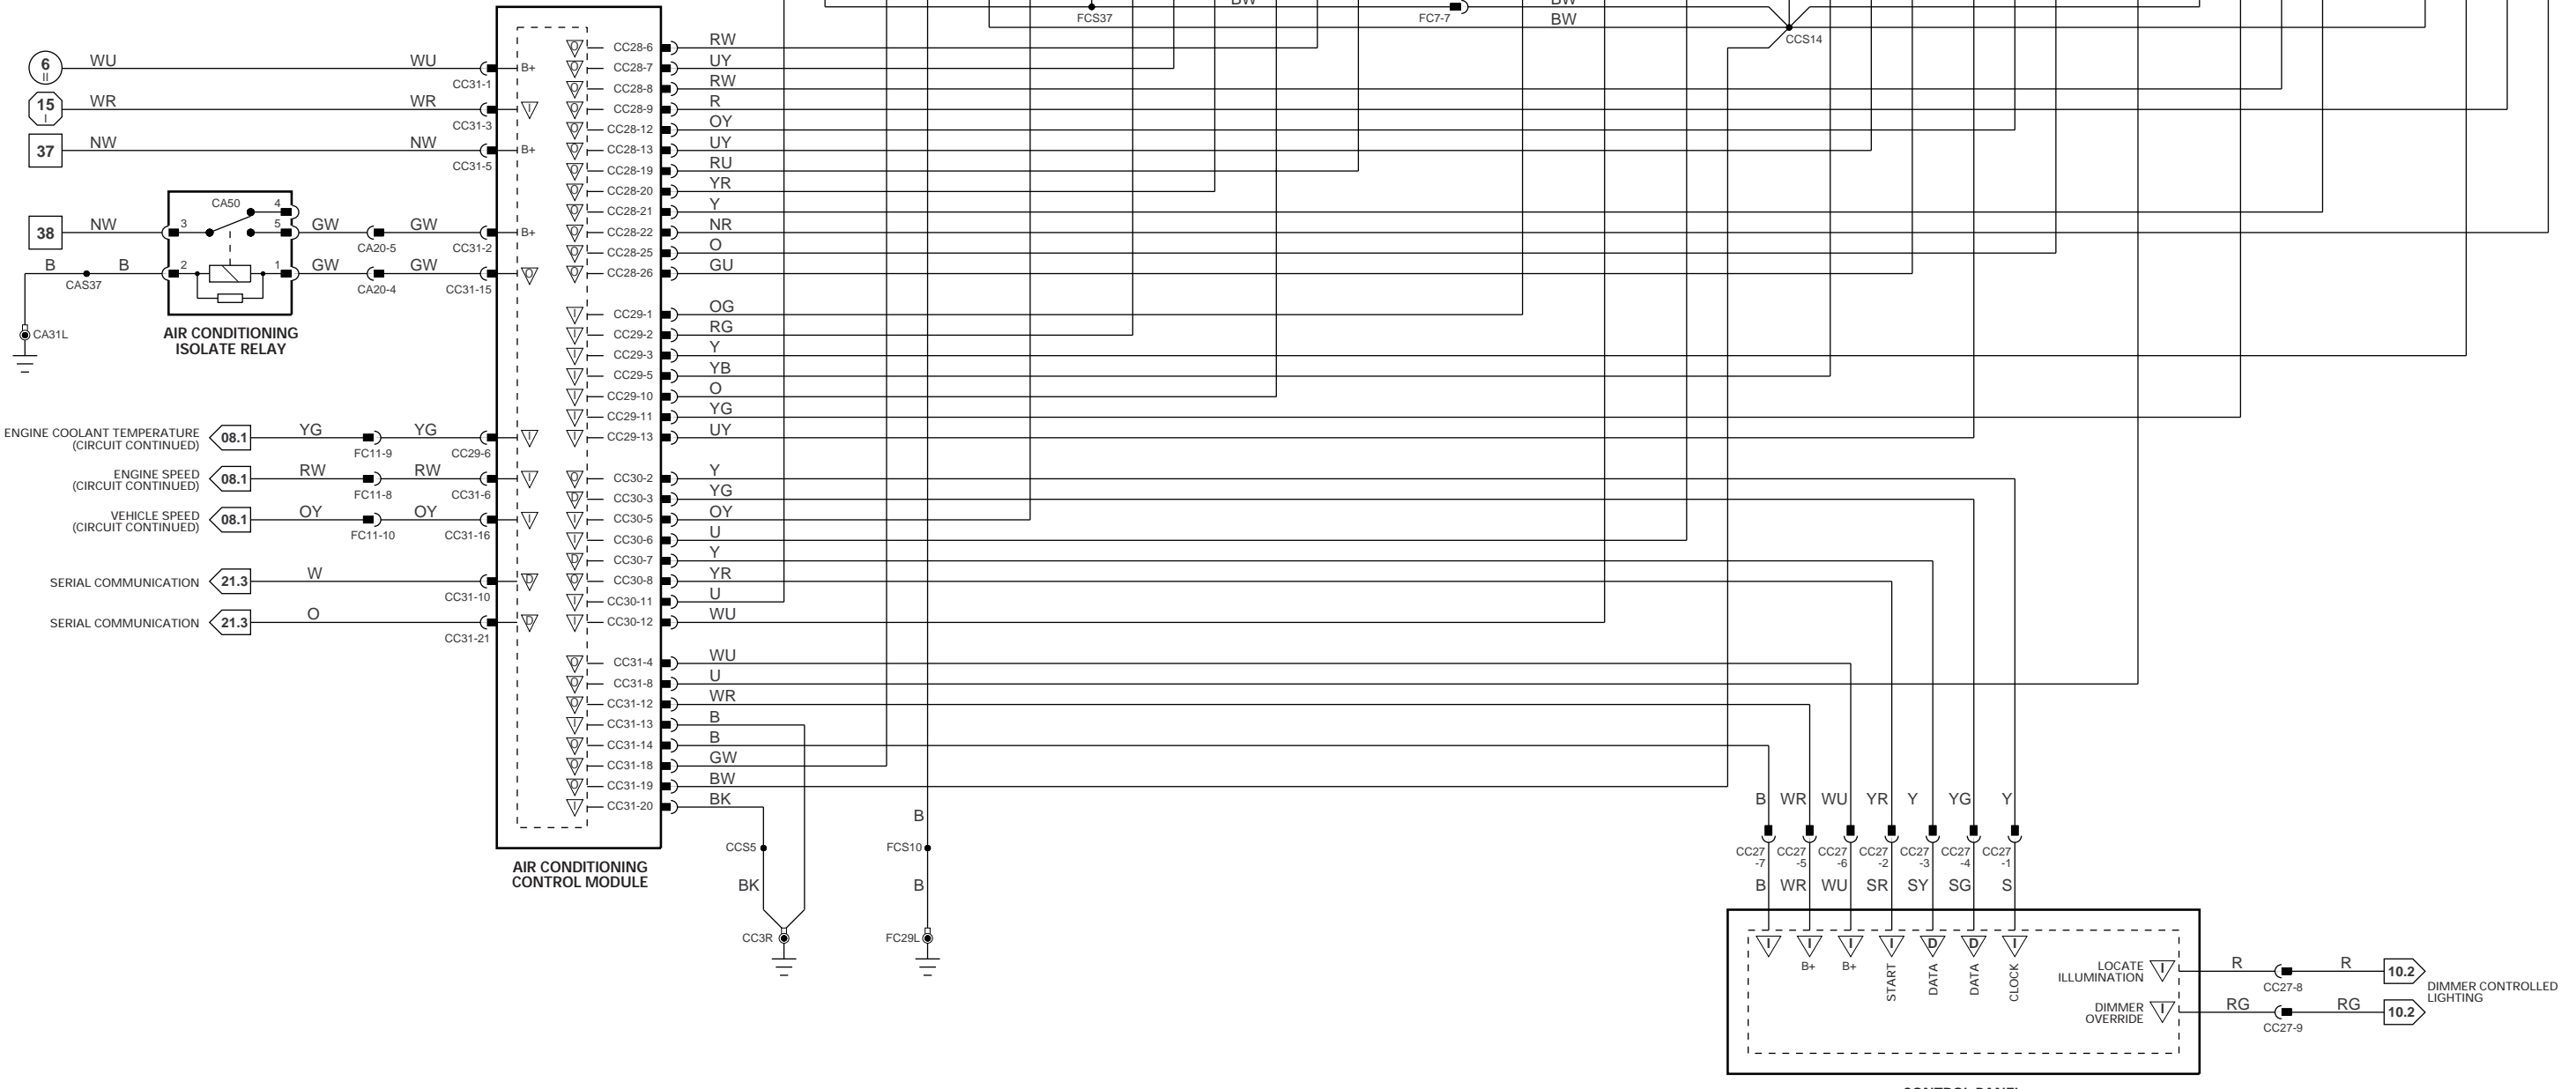 BW
BW
FCS37
FC7-7
BW
CCS14
6
II
WU
WU
CC31-1
B+
15
I
WR
WR
CC31-3
I
37
NW
NW
CC31-5
B+
38
NW
CA50
3
4
5
GW
CA20-5
GW
CC31-2
B+
B
CAS37
B
2
1
GW
CA20-4
GW
CC31-15
O
CA31L
AIR CONDITIONING
ISOLATE RELAY
ENGINE COOLANT TEMPERATURE
(CIRCUIT CONTINUED)
08.1
YG
FC11-9
YG
CC29-6
I
ENGINE SPEED
(CIRCUIT CONTINUED)
08.1
RW
FC11-8
RW
CC31-6
I
VEHICLE SPEED
(CIRCUIT CONTINUED)
08.1
OY
FC11-10
OY
CC31-16
I
SERIAL COMMUNICATION
21.3
W
CC31-10
D
SERIAL COMMUNICATION
21.3
O
CC31-21
D
O CC28-6 RW
O CC28-7 UY
O CC28-8 RW
O CC28-9 R
O CC28-12 OY
O CC28-13 UY
O CC28-19 RU
O CC28-20 YR
O CC28-21 Y
O CC28-22 NR
O CC28-25 O
O CC28-26 GU
I CC29-1 OG
I CC29-2 RG
I CC29-3 Y
I CC29-5 YB
I CC29-10 O
I CC29-11 YG
I CC29-13 UY
O CC30-2 Y
D CC30-3 YG
I CC30-5 OY
I CC30-6 U
D CC30-7 Y
O CC30-8 YR
I CC30-11 U
I CC30-12 WU
O CC31-4 WU
O CC31-8 U
O CC31-12 WR
I CC31-13 B
O CC31-14 B
O CC31-18 GW
O CC31-19 BW
I CC31-20 BK
AIR CONDITIONING
CONTROL MODULE
CCS5
BK
CC3R
B
FCS10
B
FC29L
B WR WU YR Y YG Y
CC27 CC27 CC27 CC27 CC27 CC27 CC27
-7 -5 -6 -2 -3 -4 -1
B WR WU SR SY SG S
I I I I D D I
B+ B+ START DATA DATA CLOCK
LOCATE
ILLUMINATION
I
R
CC27-8
R
10.2
DIMMER
OVERRIDE
I
RG
CC27-9
RG
10.2
DIMMER CONTROLLED
LIGHTING
CONTROL PANEL